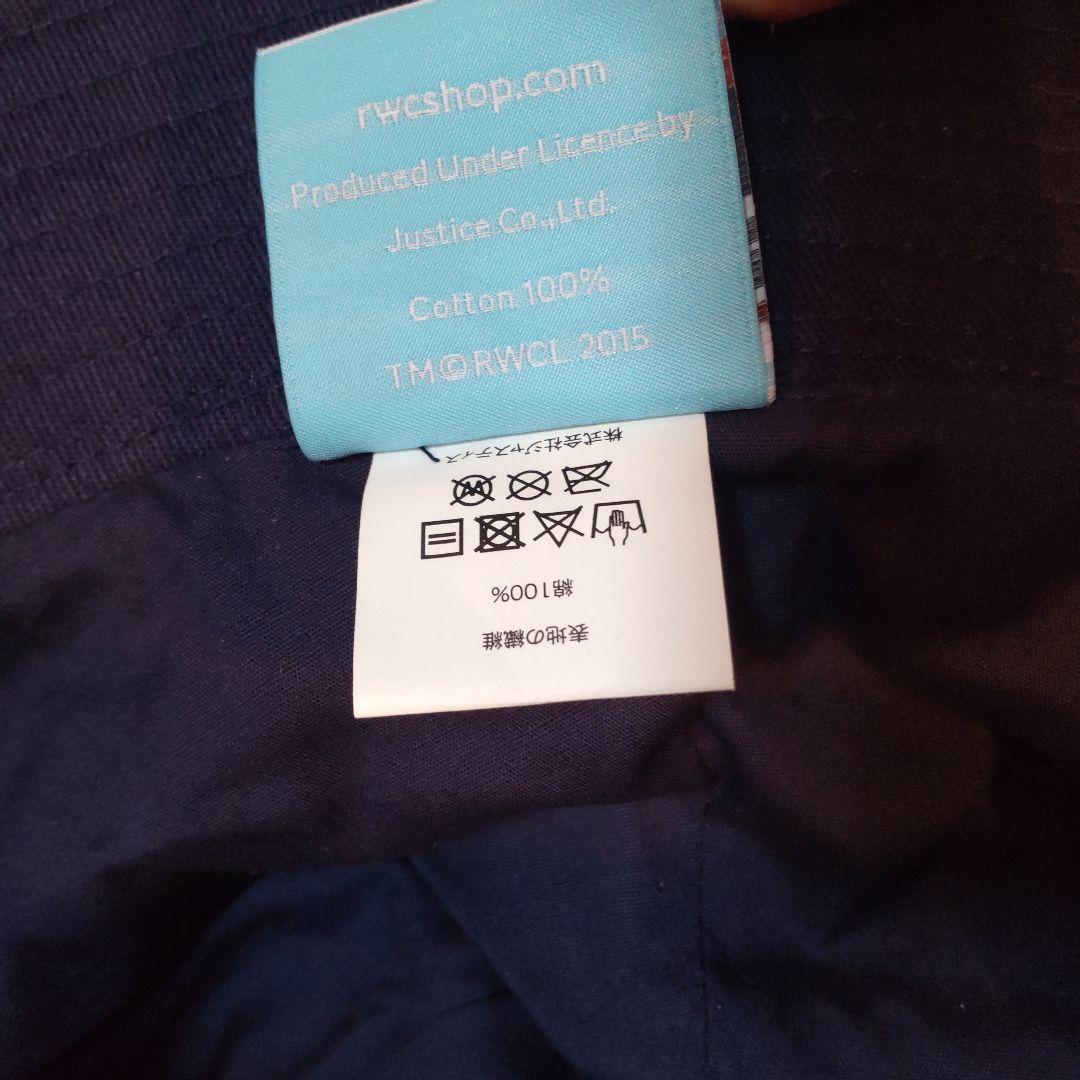 rwcshop.com
Produced Under Licence by
Justice Co.,Ltd.
Cotton 100%
TM©RWCL 2015
表地の繊維
綿100%
株式会社ジャスティス